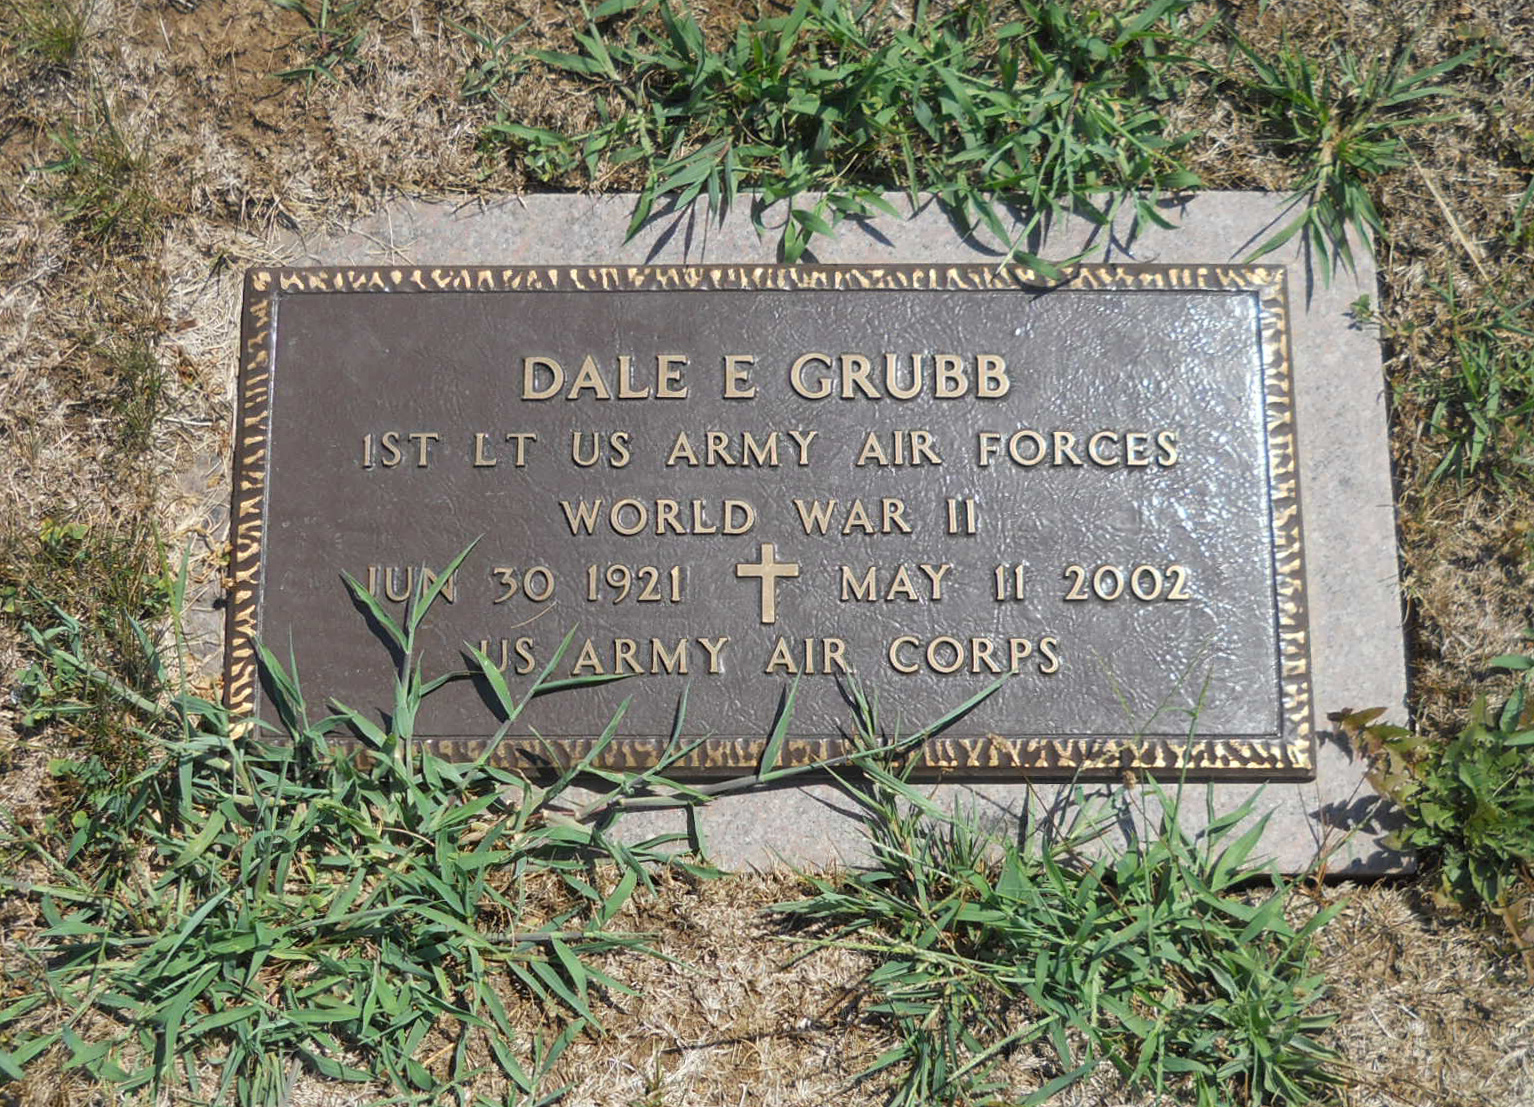 DALE E GRUBB
1ST LT US ARMY AIR FORCES
WORLD WAR II
JUN 30 1921 MAY 11 2002
US ARMY AIR CORPS